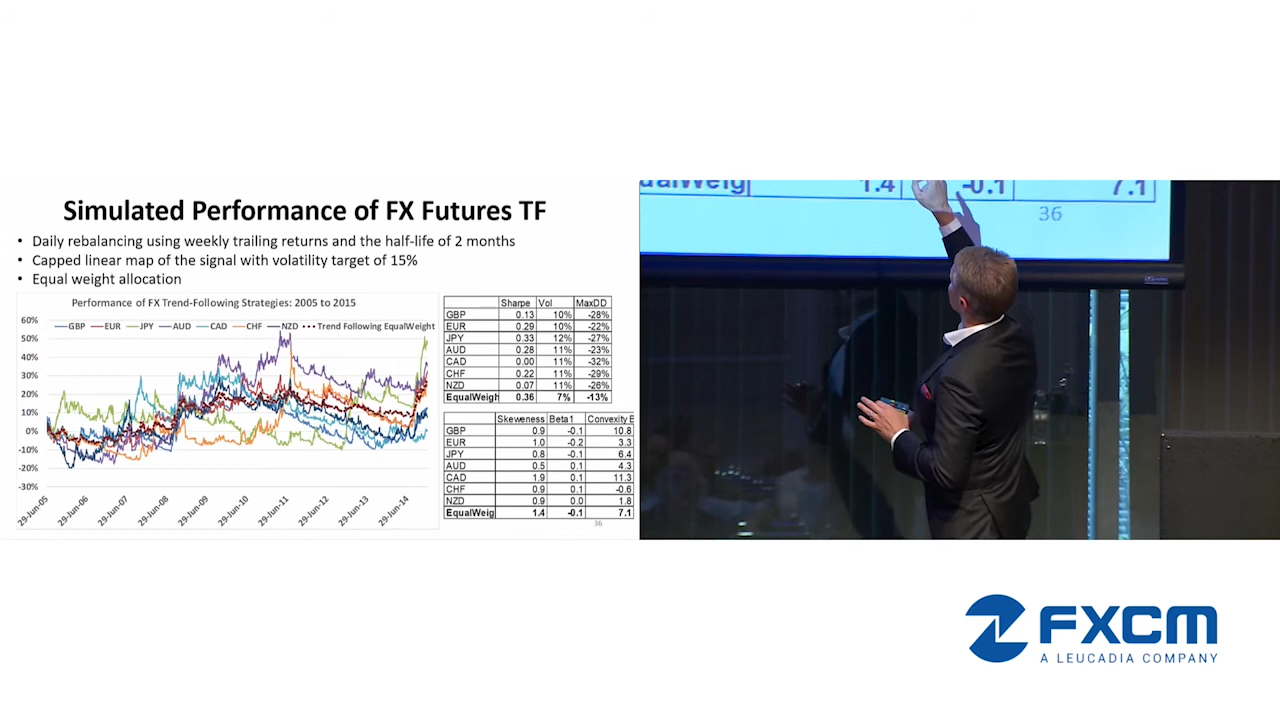 Simulated Performance of FX Futures TF
• Daily rebalancing using weekly trailing returns and the half-life of 2 months
• Capped linear map of the signal with volatility target of 15%
• Equal weight allocation
Performance of FX Trend-Following Strategies: 2005 to 2015
GBP EUR JPY AUD CAD CHF NZD Trend Following EqualWeight
60%
50%
40%
30%
20%
10%
0%
-10%
-20%
-30%
29-Jun-05 29-Jun-06 29-Jun-07 29-Jun-08 29-Jun-09 29-Jun-10 29-Jun-11 29-Jun-12 29-Jun-13 29-Jun-14
Sharpe Vol MaxDD
GBP 0.13 10% -28%
EUR 0.29 10% -22%
JPY 0.33 12% -27%
AUD 0.28 11% -23%
CAD 0.00 11% -32%
CHF 0.22 11% -29%
NZD 0.07 11% -26%
EqualWeigh 0.36 7% -13%
Skeweness Beta1 Convexity B
GBP 0.9 -0.1 10.8
EUR 1.0 -0.2 3.3
JPY 0.8 -0.1 6.4
AUD 0.5 0.1 4.3
CAD 1.9 0.1 11.3
CHF 0.9 0.1 -0.6
NZD 0.9 0.0 1.8
EqualWeig 1.4 -0.1 7.1
36
qualWeig 1.4 -0.1 7.1
36
FXCM
A LEUCADIA COMPANY